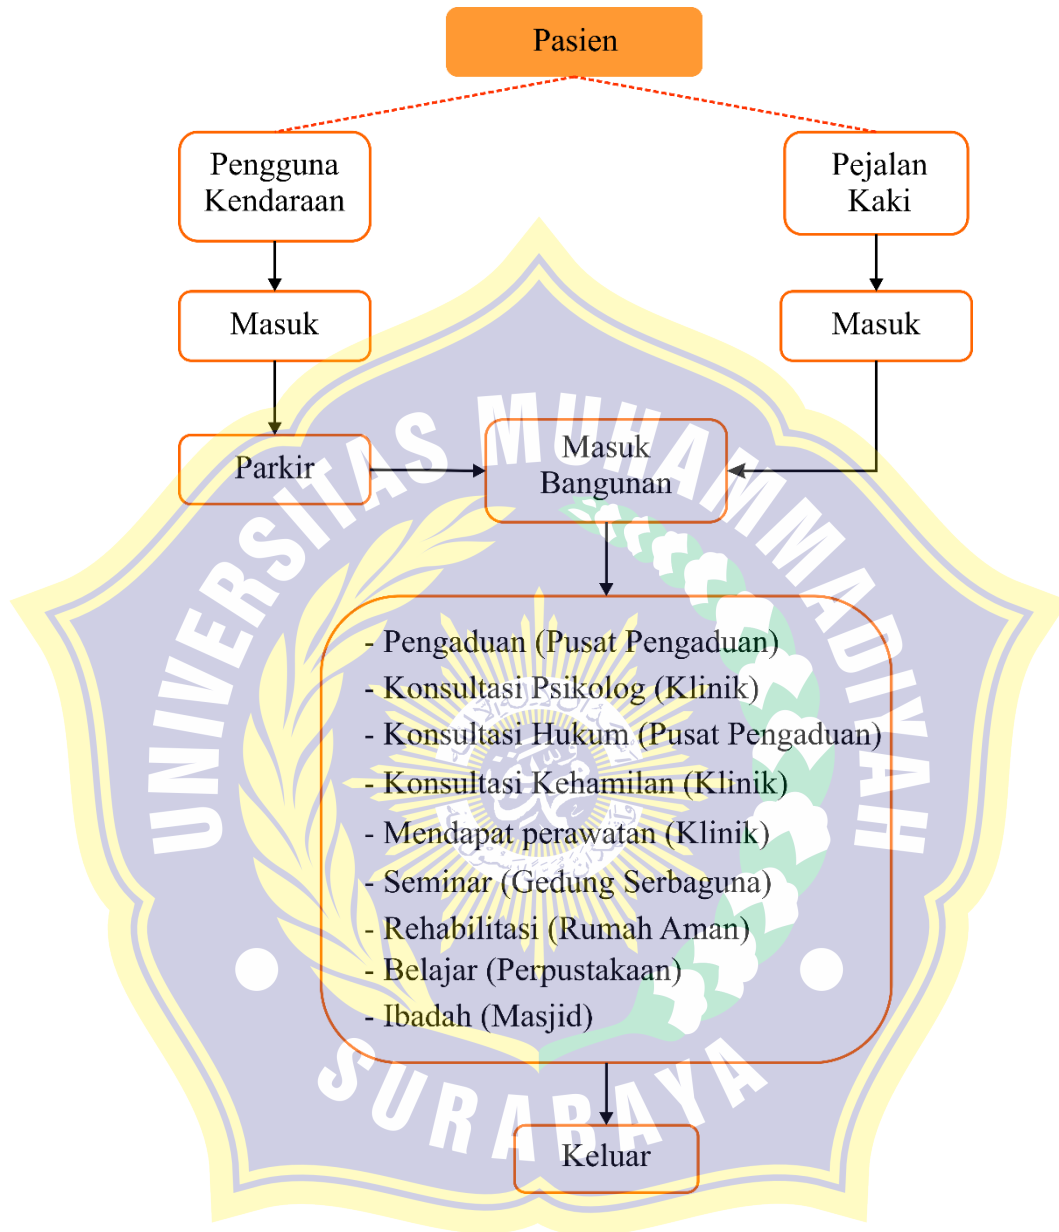 Pasien
Pengguna
Kendaraan
Pejalan
Kaki
Masuk
Masuk
Parkir
Masuk
Bangunan
- Pengaduan (Pusat Pengaduan)
- Konsultasi Psikolog (Klinik)
- Konsultasi Hukum (Pusat Pengaduan)
- Konsultasi Kehamilan (Klinik)
- Mendapat perawatan (Klinik)
- Seminar (Gedung Serbaguna)
- Rehabilitasi (Rumah Aman)
- Belajar (Perpustakaan)
- Ibadah (Masjid)
Keluar
UNIVERSITAS MUHAMMADIYAH
SURABAYA